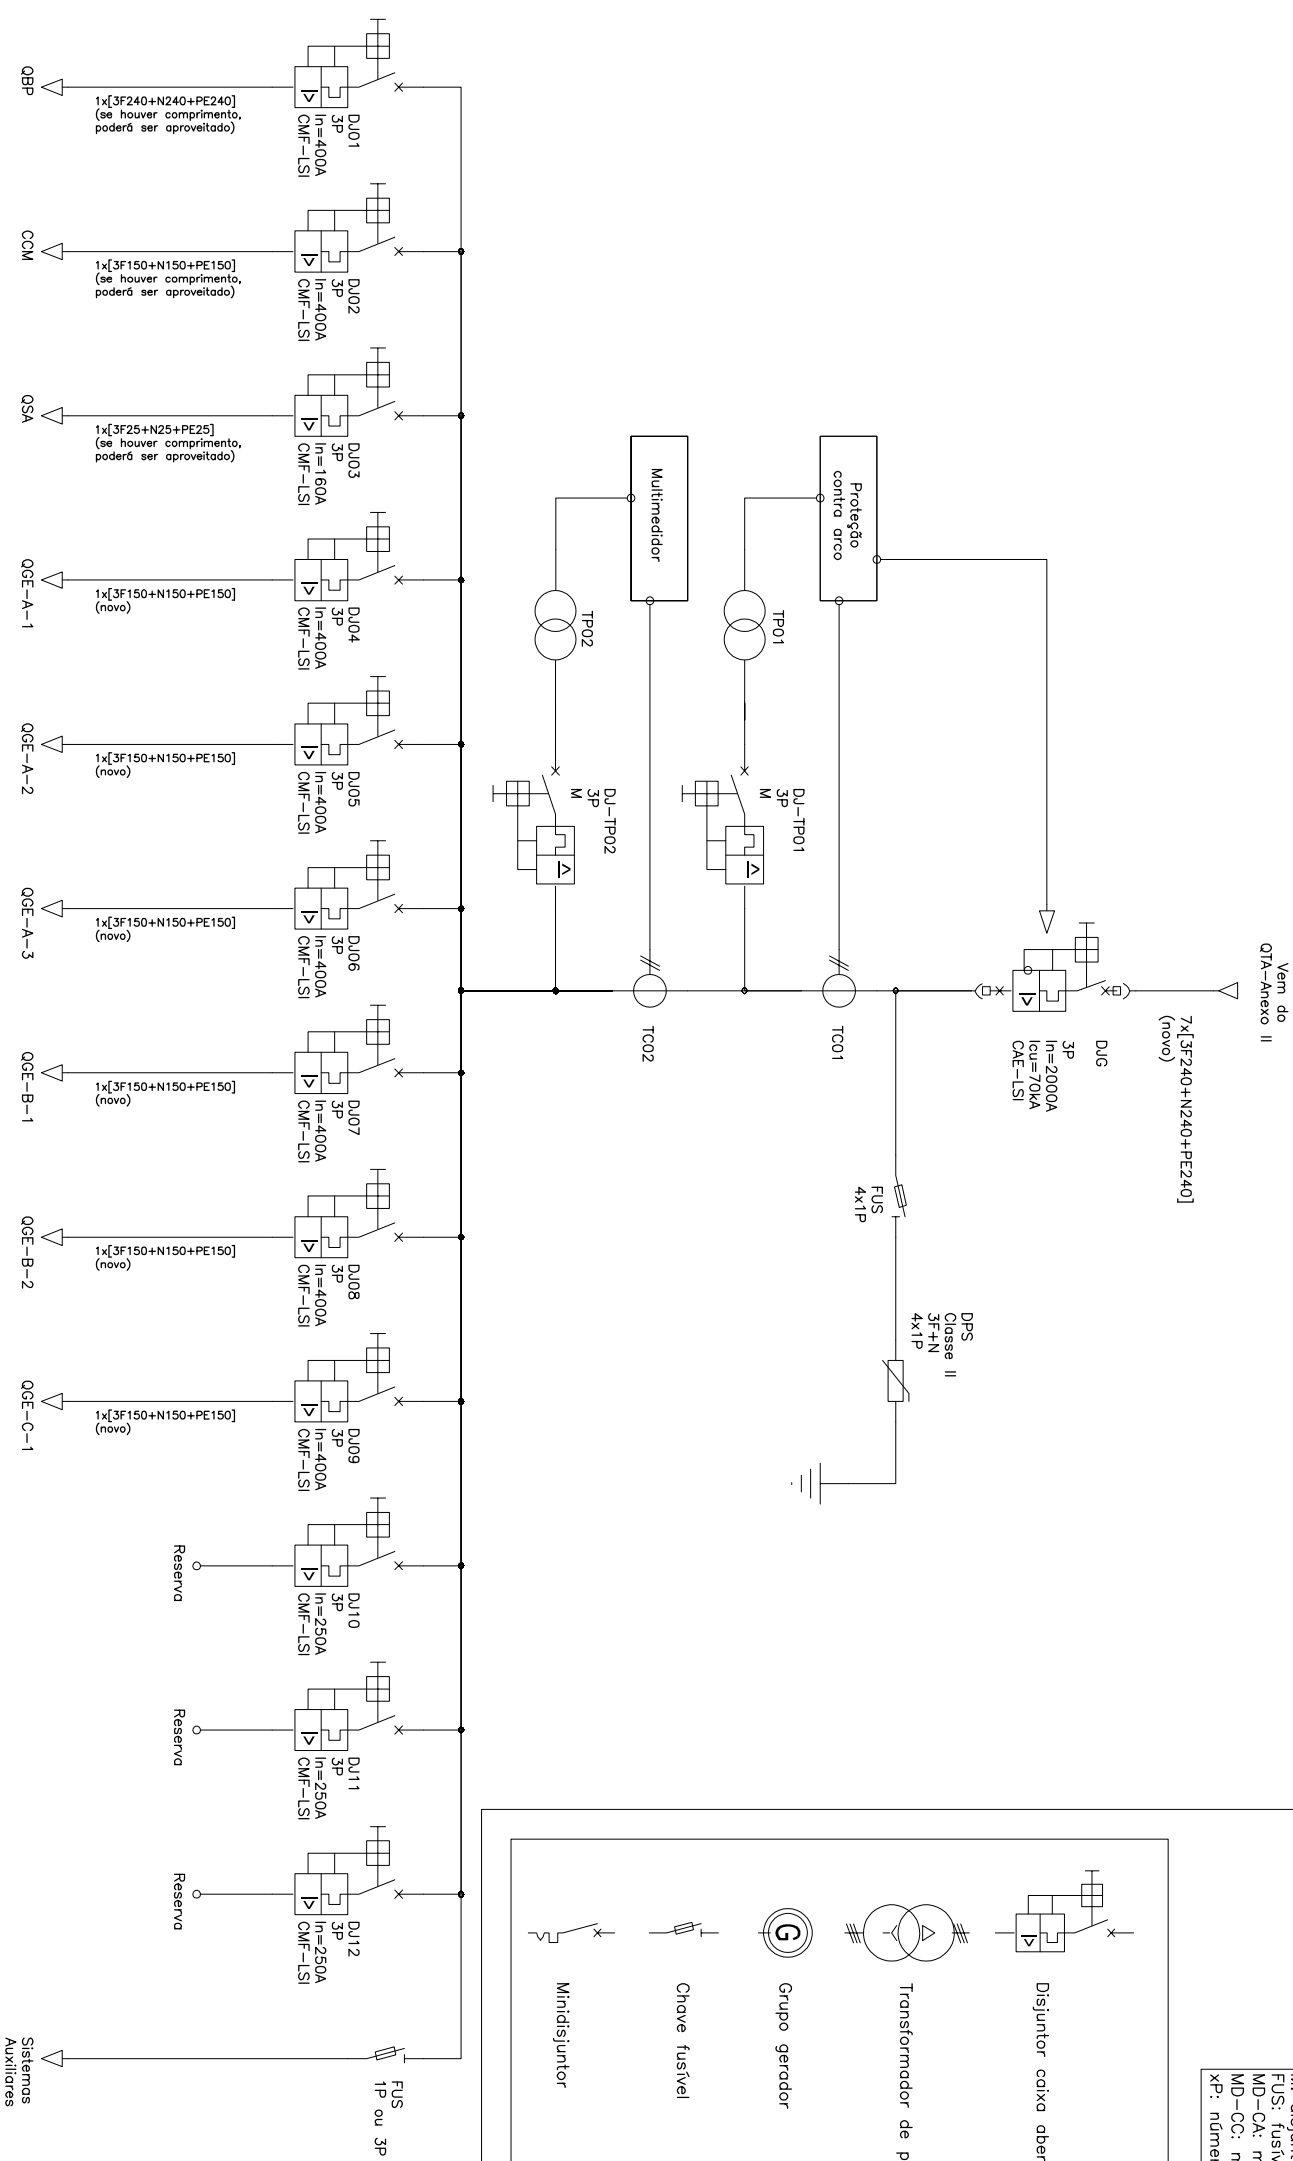 Vem do
QTA-Anexo II
7x[3F240+N240+PE240]
(novo)
DJG
3P
In=2000A
Icu=70kA
CAE-LSI
FUS
4x1P
DPS
Classe II
3F+N
4x1P
Proteção
contra arco
TC01
TP01
DJ-TP01
3P
M
Multimedidor
TC02
TP02
DJ-TP02
3P
M
DJ01
3P
In=400A
CMF-LSI
1x[3F240+N240+PE240]
(se houver comprimento,
poderá ser aproveitado)
QBP
DJ02
3P
In=400A
CMF-LSI
1x[3F150+N150+PE150]
(se houver comprimento,
poderá ser aproveitado)
CCM
DJ03
3P
In=160A
CMF-LSI
1x[3F25+N25+PE25]
(se houver comprimento,
poderá ser aproveitado)
QSA
DJ04
3P
In=400A
CMF-LSI
1x[3F150+N150+PE150]
(novo)
QGE-A-1
DJ05
3P
In=400A
CMF-LSI
1x[3F150+N150+PE150]
(novo)
QGE-A-2
DJ06
3P
In=400A
CMF-LSI
1x[3F150+N150+PE150]
(novo)
QGE-A-3
DJ07
3P
In=400A
CMF-LSI
1x[3F150+N150+PE150]
(novo)
QGE-B-1
DJ08
3P
In=400A
CMF-LSI
1x[3F150+N150+PE150]
(novo)
QGE-B-2
DJ09
3P
In=400A
CMF-LSI
1x[3F150+N150+PE150]
(novo)
QGE-C-1
DJ10
3P
In=250A
CMF-LSI
Reserva
DJ11
3P
In=250A
CMF-LSI
Reserva
DJ12
3P
In=250A
CMF-LSI
Reserva
FUS
1P ou 3P
Sistemas
Auxiliares
Disjuntor caixa aber
Transformador de p
G
Grupo gerador
Chave fusível
Minidisjuntor
FUS: fusív
MD-CA: m
MD-CC: m
xP: númer